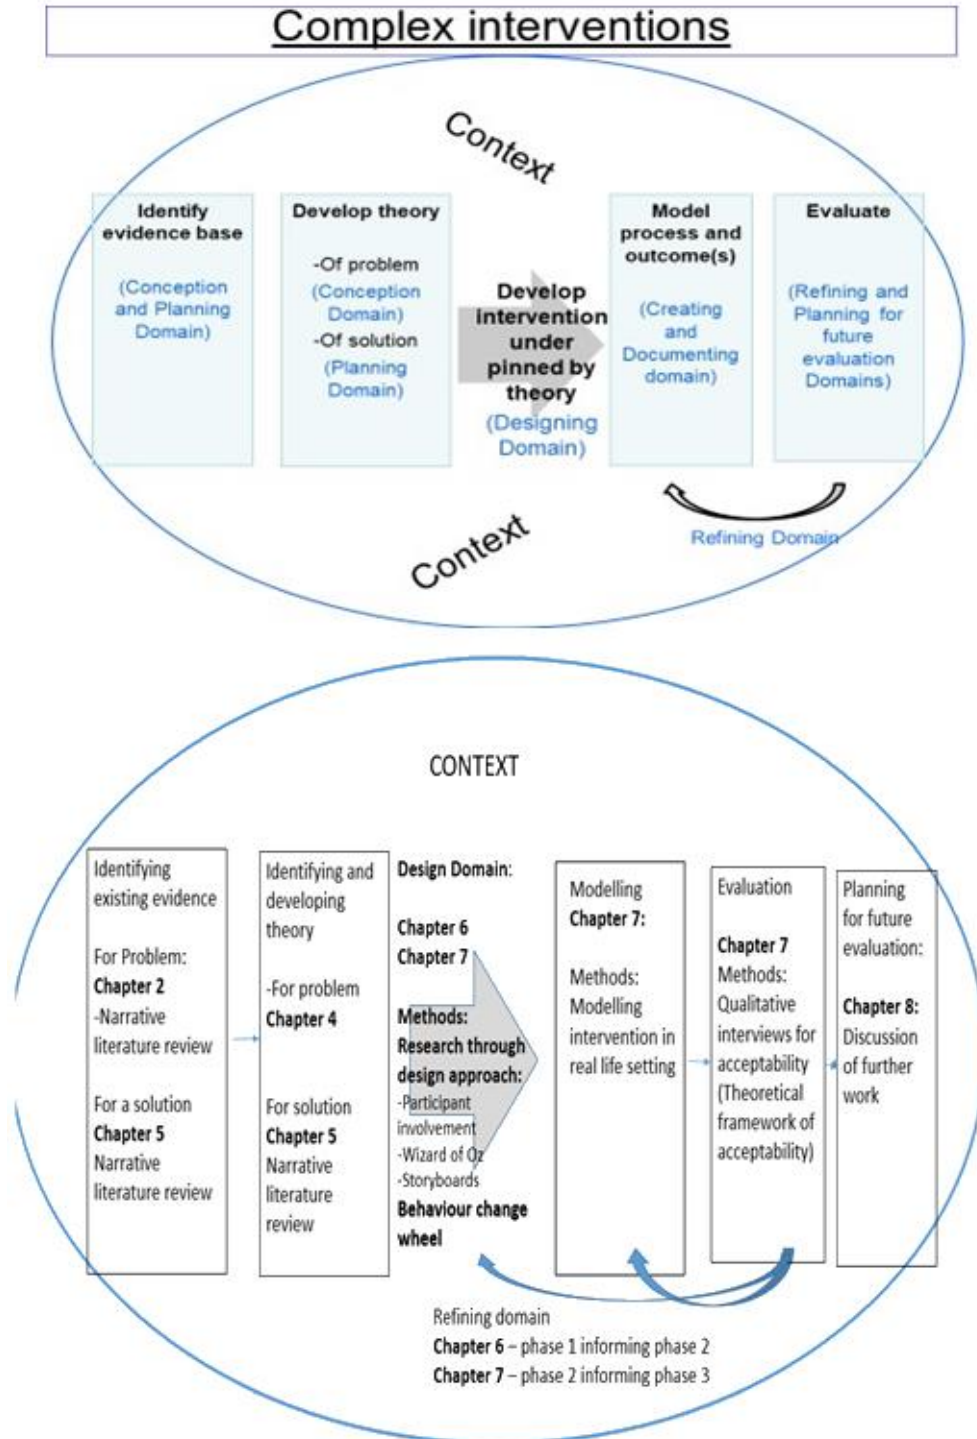 Complex interventions
Context
Identify
evidence base
(Conception
and Planning
Domain)
Develop theory
-Of problem
(Conception
Domain)
-Of solution
(Planning
Domain)
Develop
intervention
under
pinned by
theory
(Designing
Domain)
Model
process and
outcome(s)
(Creating
and
Documenting
domain)
Evaluate
(Refining and
Planning for
future
evaluation
Domains)
Refining Domain
Context
CONTEXT
Identifying
existing evidence
For Problem:
Chapter 2
-Narrative
literature review
For a solution
Chapter 5
Narrative
literature review
Identifying and
developing
theory
-For problem
Chapter 4
For solution
Chapter 5
Narrative
literature
review
Design Domain:
Chapter 6
Chapter 7
Methods:
Research through
design approach:
-Participant
involvement
-Wizard of Oz
-Storyboards
Behaviour change
wheel
Modelling
Chapter 7:
Methods:
Modelling
intervention in
real life setting
Evaluation
Chapter 7
Methods:
Qualitative
interviews for
acceptability
(Theoretical
framework of
acceptability)
Planning
for future
evaluation:
Chapter 8:
Discussion
of further
work
Refining domain
Chapter 6 – phase 1 informing phase 2
Chapter 7 – phase 2 informing phase 3